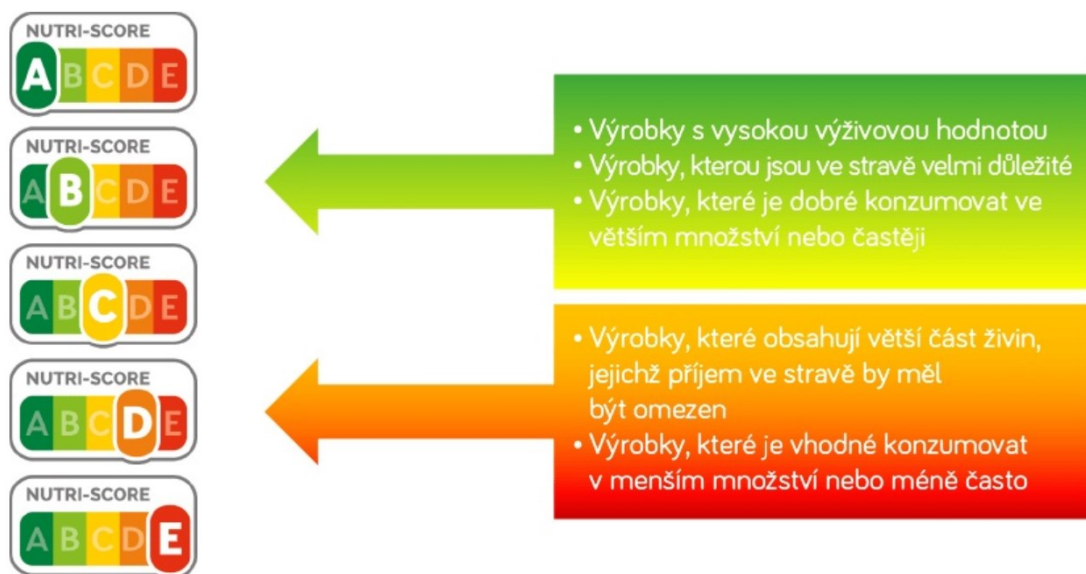 NUTRI-SCORE
A B C D E
NUTRI-SCORE
A B C D E
NUTRI-SCORE
A B C D E
NUTRI-SCORE
A B C D E
NUTRI-SCORE
A B C D E
• Výrobky s vysokou výživovou hodnotou
• Výrobky, kterou jsou ve stravě velmi důležité
• Výrobky, které je dobré konzumovat ve
větším množství nebo častěji
• Výrobky, které obsahují větší část živin,
jejichž příjem ve stravě by měl
být omezen
• Výrobky, které je vhodné konzumovat
v menším množství nebo méně často